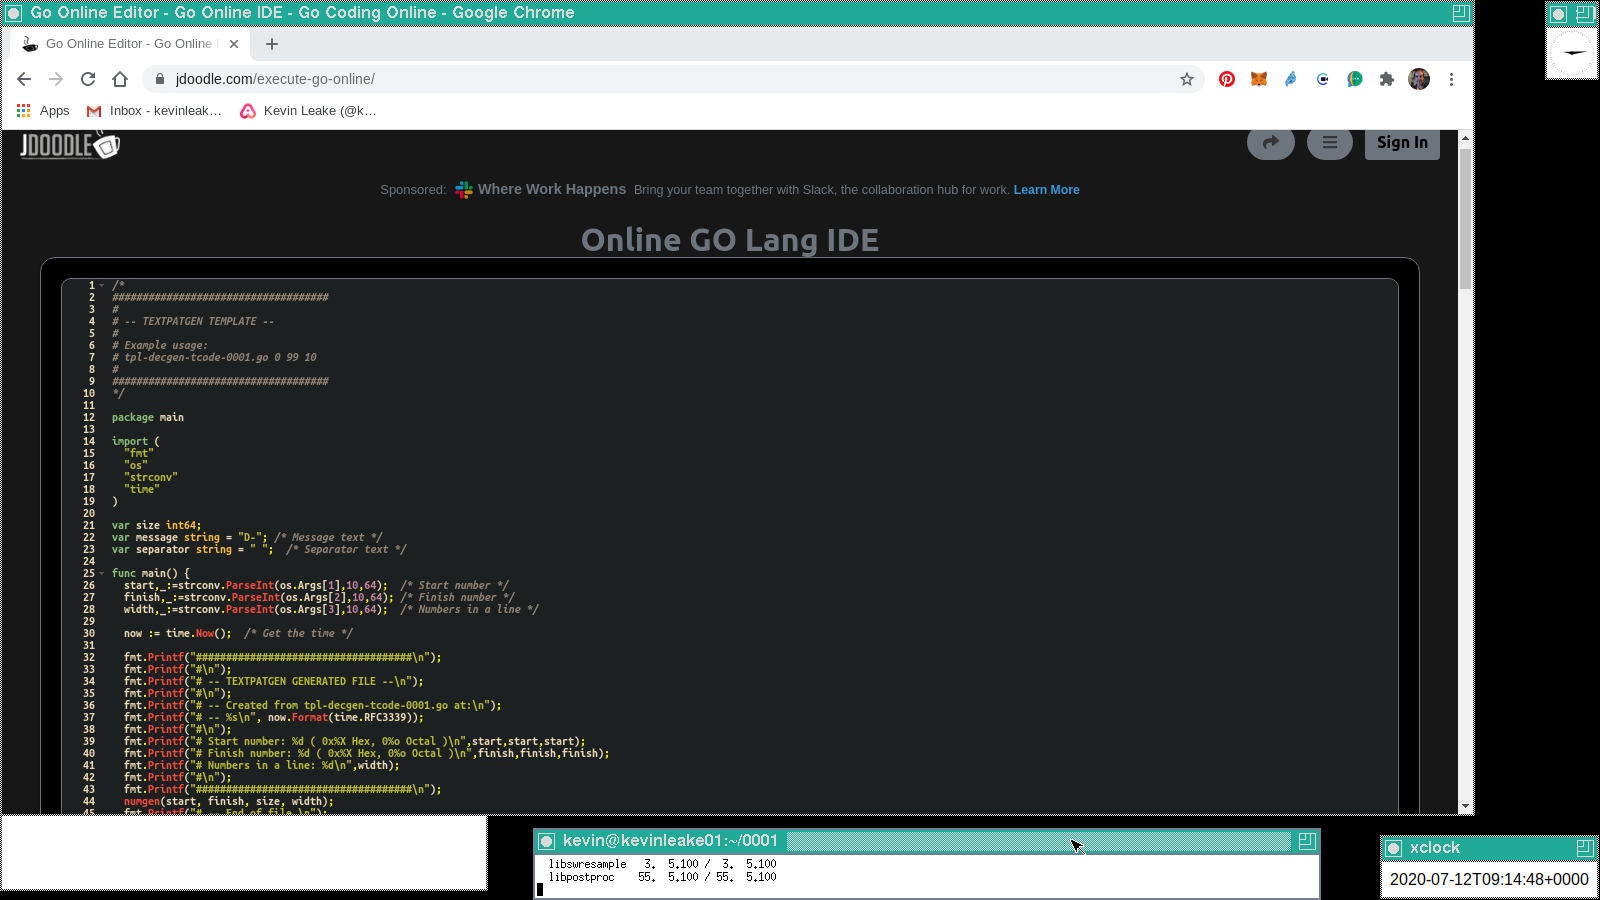 Go Online Editor - Go Online IDE - Go Coding Online - Google Chrome
Go Online Editor - Go Online I
jdoodle.com/execute-go-online/
Apps Inbox - kevinleak... Kevin Leake (@k...
JDOODLE Sign In
Sponsored: Where Work Happens Bring your team together with Slack, the collaboration hub for work. Learn More
Online GO Lang IDE
1 /*
2 ####################################
3 #
4 # -- TEXTPATGEN TEMPLATE --
5 #
6 # Example usage:
7 # tpl-decgen-tcode-0001.go 0 99 10
8 #
9 ####################################
10 */
11
12 package main
13
14 import (
15 "fmt"
16 "os"
17 "strconv"
18 "time"
19 )
20
21 var size int64;
22 var message string = "D-"; /* Message text */
23 var separator string = " "; /* Separator text */
24
25 func main() {
26 start,_:=strconv.ParseInt(os.Args[1],10,64); /* Start number */
27 finish,_:=strconv.ParseInt(os.Args[2],10,64); /* Finish number */
28 width,_:=strconv.ParseInt(os.Args[3],10,64); /* Numbers in a line */
29
30 now := time.Now(); /* Get the time */
31
32 fmt.Printf("####################################\n");
33 fmt.Printf("#\n");
34 fmt.Printf("# -- TEXTPATGEN GENERATED FILE --\n");
35 fmt.Printf("#\n");
36 fmt.Printf("# -- Created from tpl-decgen-tcode-0001.go at:\n");
37 fmt.Printf("# -- %s\n", now.Format(time.RFC3339));
38 fmt.Printf("#\n");
39 fmt.Printf("# Start number: %d ( 0x%X Hex, 0%o Octal )\n",start,start,start);
40 fmt.Printf("# Finish number: %d ( 0x%X Hex, 0%o Octal )\n",finish,finish,finish);
41 fmt.Printf("# Numbers in a line: %d\n",width);
42 fmt.Printf("#\n");
43 fmt.Printf("####################################\n");
44 numgen(start, finish, size, width);
45 fmt.Printf("# -- End of file.\n");
kevin@kevinleake01:~/0001
libswresample 3. 5.100 / 3. 5.100
libpostproc 55. 5.100 / 55. 5.100
xclock
2020-07-12T09:14:48+0000